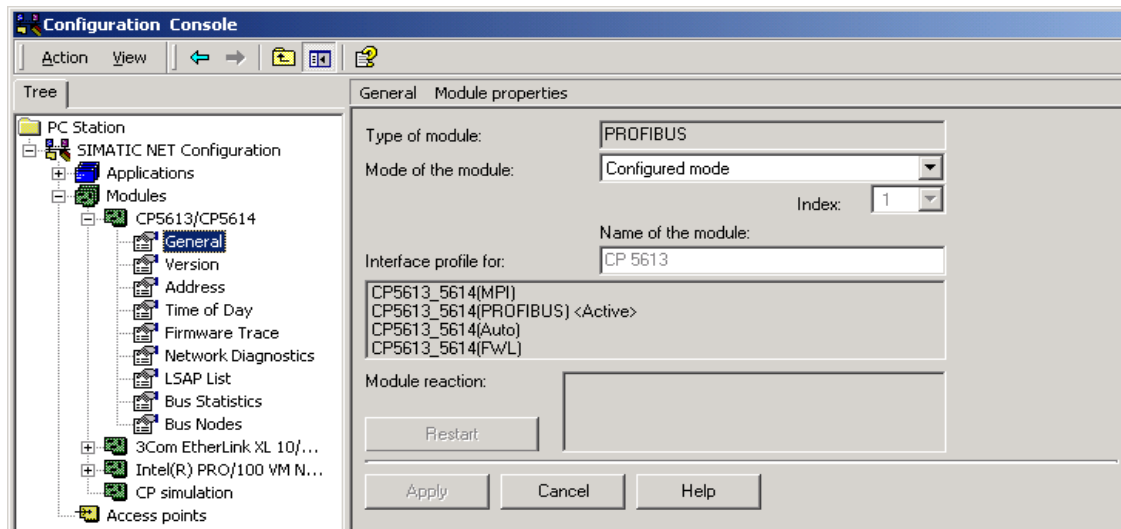 Configuration Console
Action View
Tree
General Module properties
PC Station
SIMATIC NET Configuration
Applications
Modules
CP5613/CP5614
General
Version
Address
Time of Day
Firmware Trace
Network Diagnostics
LSAP List
Bus Statistics
Bus Nodes
3Com EtherLink XL 10/...
Intel(R) PRO/100 VM N...
CP simulation
Access points
Type of module: PROFIBUS
Mode of the module: Configured mode
Index: 1
Name of the module:
Interface profile for: CP 5613
CP5613_5614(MPI)
CP5613_5614(PROFIBUS) <Active>
CP5613_5614(Auto)
CP5613_5614(FWL)
Module reaction:
Restart
Apply Cancel Help